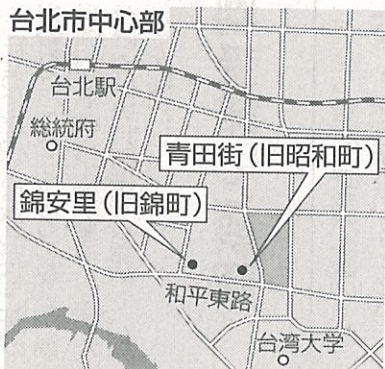 台北市中心部
台北駅
総統府
青田街(旧昭和町)
錦安里(旧錦町)
和平東路
台湾大学